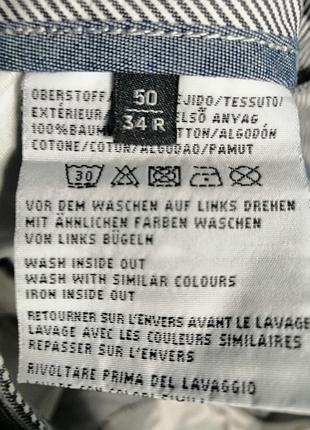 50
34R
OBERSTOFF/ EJIDO/TESSUTO/
EXTÉRIEUR/ ELSŐ ANYAG
100%BAUM TTON/ALGODÓN
COTONE/COTON/ALGODAO/PAMUT
30
VOR DEM WASCHEN AUF LINKS DREHEN
MIT ÄHNLICHEN FARBEN WASCHEN
VON LINKS BÜGELN
WASH INSIDE OUT
WASH WITH SIMILAR COLOURS
IRON INSIDE OUT
RETOURNER SUR L'ENVERS AVANT LE LAVAGE
LAVAGE AVEC LES COULEURS SIMILAIRES
REPASSER SUR L'ENVERS
RIVOLTARE PRIMA DEL LAVAGGIO